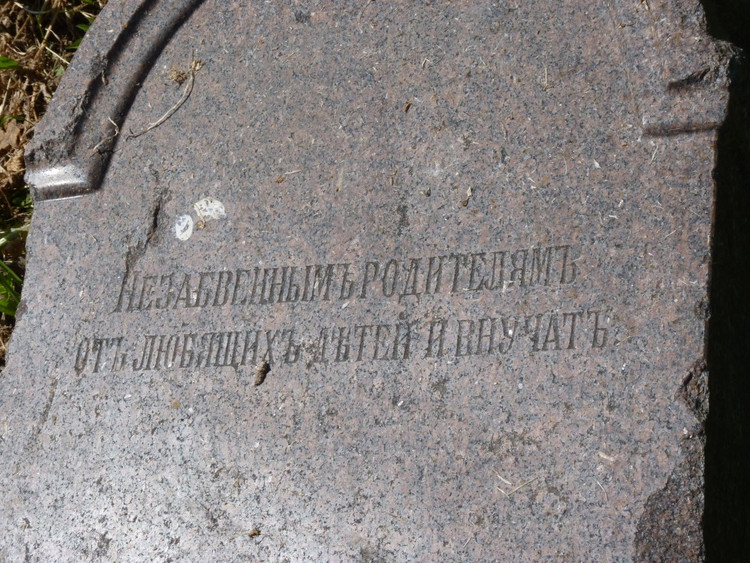 НЕЗАБВЕННЫМЪ РОДИТЕЛЯМЪ
ОТЪ ЛЮБЯЩИХЪ ДѢТЕЙ И ВНУЧАТЪ